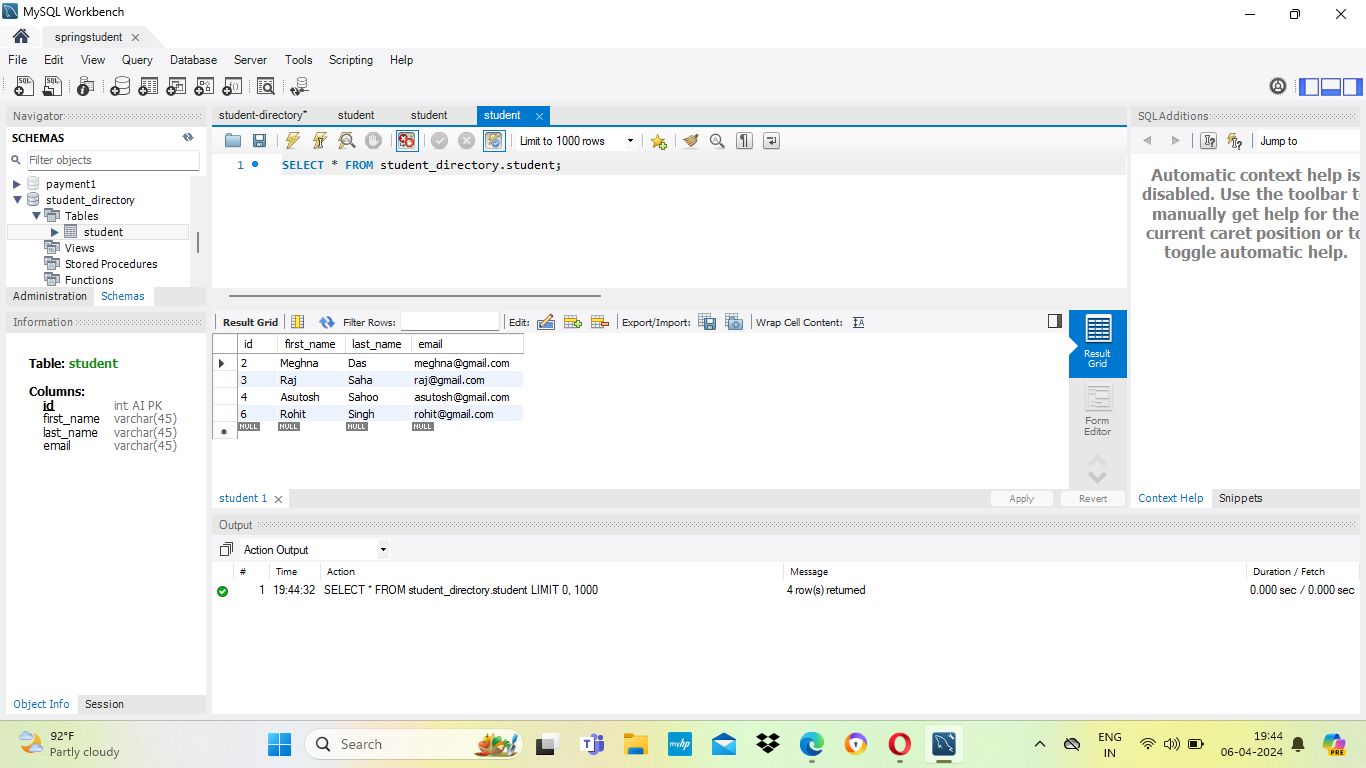 MySQL Workbench
springstudent
File Edit View Query Database Server Tools Scripting Help
Navigator
SCHEMAS
Filter objects
payment1
student_directory
Tables
student
Views
Stored Procedures
Functions
Administration Schemas
Information
Table: student
Columns:
id int AI PK
first_name varchar(45)
last_name varchar(45)
email varchar(45)
Object Info Session
student-directory* student student student
Limit to 1000 rows
1 SELECT * FROM student_directory.student;
Result Grid Filter Rows: Edit: Export/Import: Wrap Cell Content:
id first_name last_name email
2 Meghna Das meghna@gmail.com
3 Raj Saha raj@gmail.com
4 Asutosh Sahoo asutosh@gmail.com
6 Rohit Singh rohit@gmail.com
NULL NULL NULL NULL
Result
Grid
Form
Editor
student 1 Apply Revert
SQLAdditions
Jump to
Automatic context help is
disabled. Use the toolbar t
manually get help for the
current caret position or to
toggle automatic help.
Context Help Snippets
Output
Action Output
# Time Action Message Duration / Fetch
1 19:44:32 SELECT * FROM student_directory.student LIMIT 0, 1000 4 row(s) returned 0.000 sec / 0.000 sec
92°F
Partly cloudy
Search
myhp
ENG
IN
19:44
06-04-2024
PRE